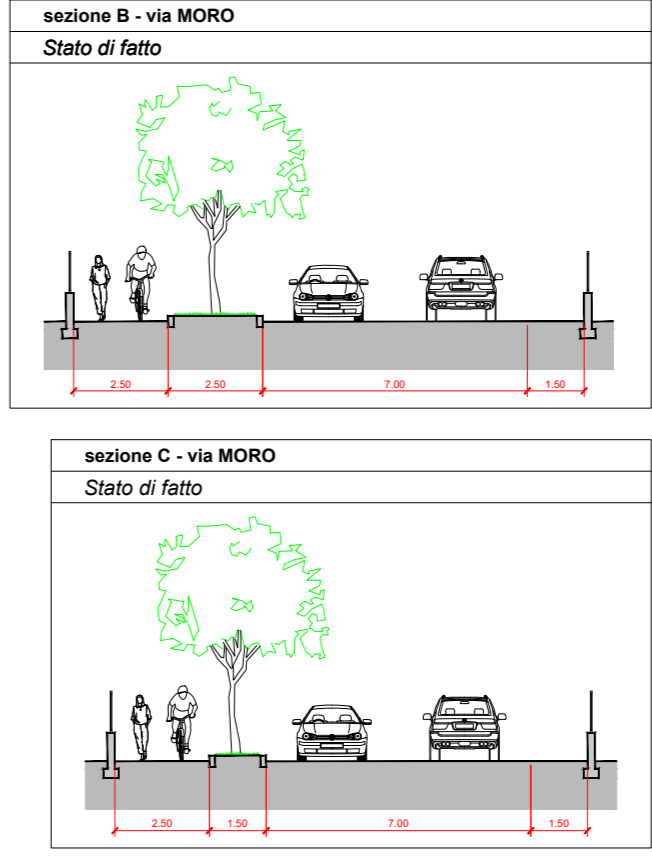 sezione B - via MORO
Stato di fatto
2.50 2.50 7.00 1.50
sezione C - via MORO
Stato di fatto
2.50 1.50 7.00 1.50